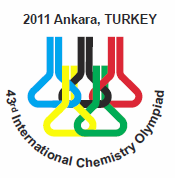 2011 Ankara, TURKEY
43rd International Chemistry Olympiad